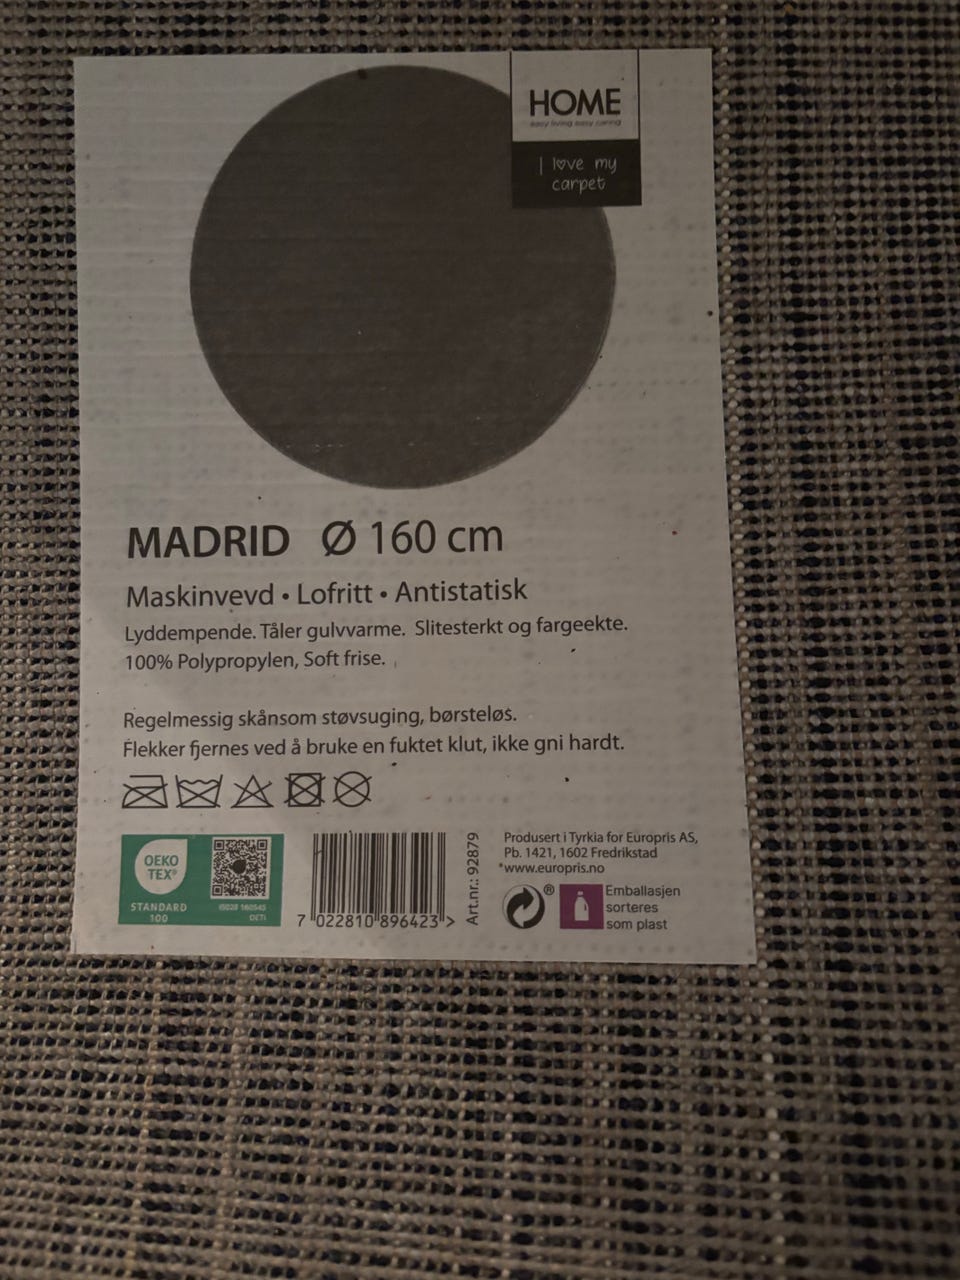 HOME
easy living easy caring
I love my
carpet
MADRID Ø 160 cm
Maskinvevd • Lofritt • Antistatisk
Lyddempende. Tåler gulvvarme. Slitesterkt og fargeekte.
100% Polypropylen, Soft frise.
Regelmessig skånsom støvsuging, børsteløs.
Flekker fjernes ved å bruke en fuktet klut, ikke gni hardt.
OEKO
TEX®
STANDARD
100
OETI
7 022810 896423 >
Art.nr.: 92879
Produsert i Tyrkia for Europris AS,
Pb. 1421, 1602 Fredrikstad
www.europris.no
®
Emballasjen
sorteres
som plast